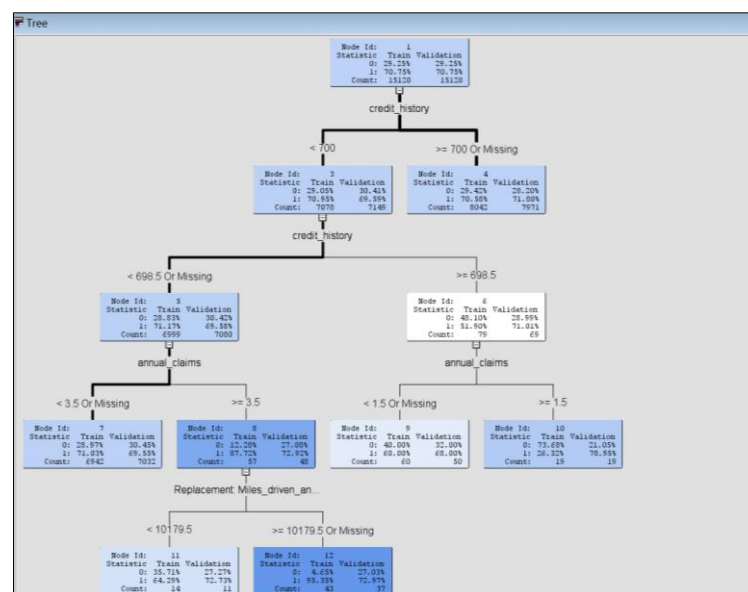 Tree
Node Id: 1
Statistic Train Validation
0: 29.25% 29.25%
1: 70.75% 70.75%
Count: 15120 15120
credit_history
< 700
>= 700 Or Missing
Node Id: 3
Statistic Train Validation
0: 29.05% 30.41%
1: 70.95% 69.59%
Count: 7078 7149
Node Id: 4
Statistic Train Validation
0: 29.42% 28.20%
1: 70.58% 71.80%
Count: 8042 7971
credit_history
< 698.5 Or Missing
>= 698.5
Node Id: 5
Statistic Train Validation
0: 28.83% 30.42%
1: 71.17% 69.58%
Count: 6999 7080
Node Id: 6
Statistic Train Validation
0: 48.10% 28.99%
1: 51.90% 71.01%
Count: 79 69
annual_claims
annual_claims
< 3.5 Or Missing
>= 3.5
< 1.5 Or Missing
>= 1.5
Node Id: 7
Statistic Train Validation
0: 28.97% 30.45%
1: 71.03% 69.55%
Count: 6942 7032
Node Id: 8
Statistic Train Validation
0: 12.28% 27.08%
1: 87.72% 72.92%
Count: 57 48
Node Id: 9
Statistic Train Validation
0: 40.00% 32.00%
1: 60.00% 68.00%
Count: 60 50
Node Id: 10
Statistic Train Validation
0: 73.68% 21.05%
1: 26.32% 78.95%
Count: 19 19
Replacement: Miles_driven_an...
< 10179.5
>= 10179.5 Or Missing
Node Id: 11
Statistic Train Validation
0: 35.71% 27.27%
1: 64.29% 72.73%
Count: 14 11
Node Id: 12
Statistic Train Validation
0: 4.65% 27.03%
1: 95.35% 72.97%
Count: 43 37